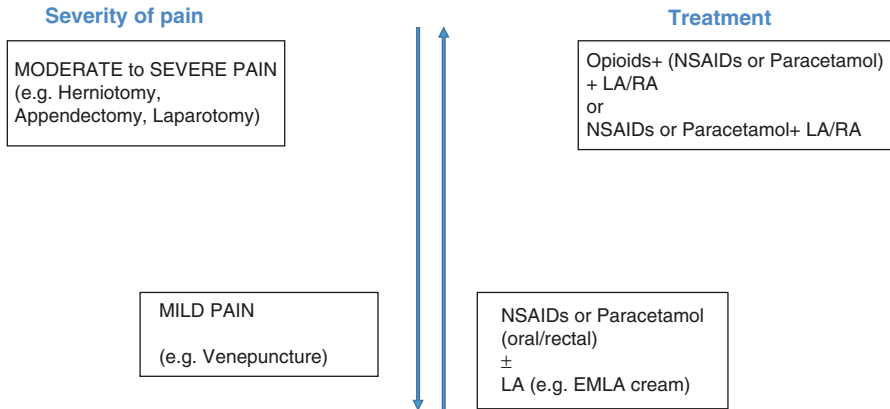 Severity of pain
Treatment
MODERATE to SEVERE PAIN
(e.g. Herniotomy,
Appendectomy, Laparotomy)
Opioids+ (NSAIDs or Paracetamol)
+ LA/RA
or
NSAIDs or Paracetamol+ LA/RA
MILD PAIN
(e.g. Venepuncture)
NSAIDs or Paracetamol
(oral/rectal)
±
LA (e.g. EMLA cream)